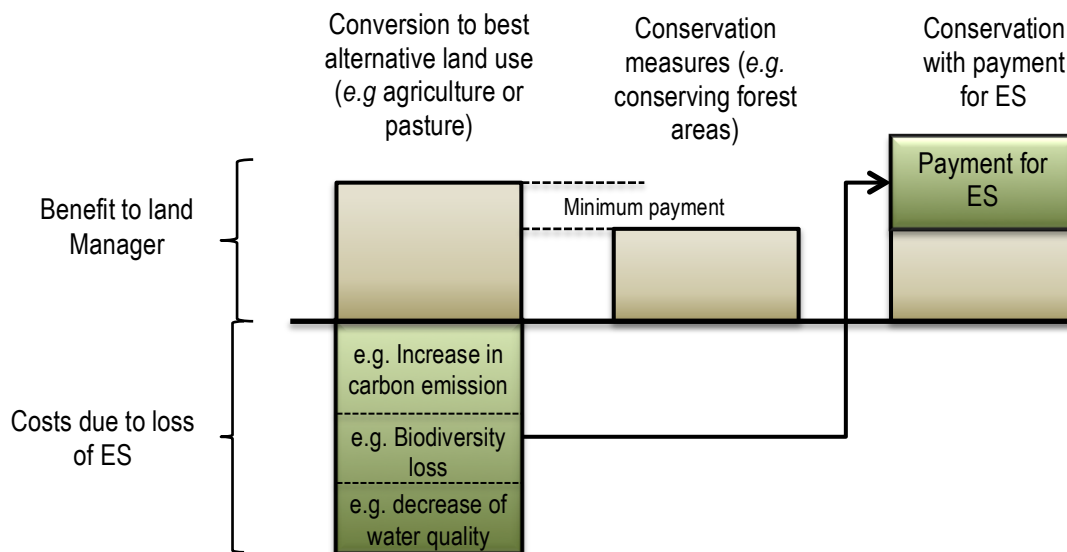 Conversion to best
alternative land use
(e.g agriculture or
pasture)
Conservation
measures (e.g.
conserving forest
areas)
Conservation
with payment
for ES
Payment for
ES
Minimum payment
Benefit to land
Manager
e.g. Increase in
carbon emission
Costs due to loss
of ES
e.g. Biodiversity
loss
e.g. decrease of
water quality